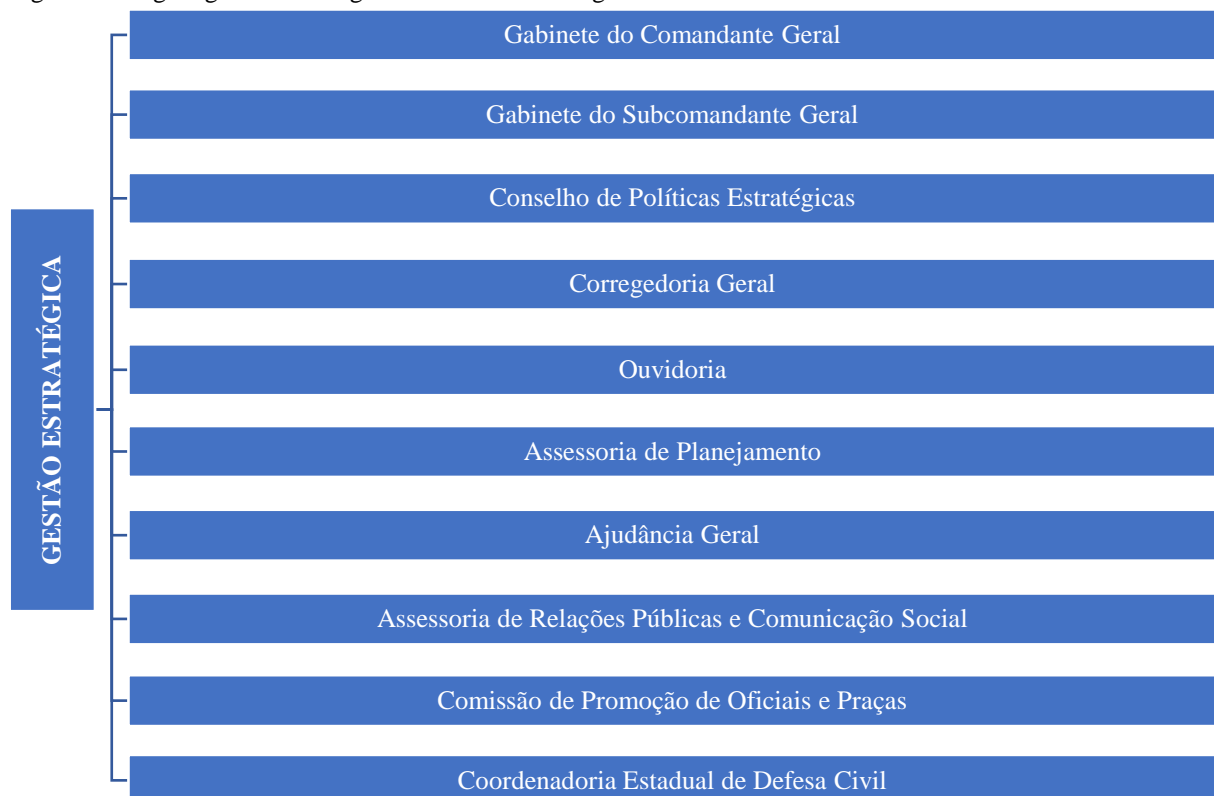 Gabinete do Comandante Geral
Gabinete do Subcomandante Geral
Conselho de Políticas Estratégicas
Corregedoria Geral
Ouvidoria
GESTÃO ESTRATÉGICA
Assessoria de Planejamento
Ajudância Geral
Assessoria de Relações Públicas e Comunicação Social
Comissão de Promoção de Oficiais e Praças
Coordenadoria Estadual de Defesa Civil